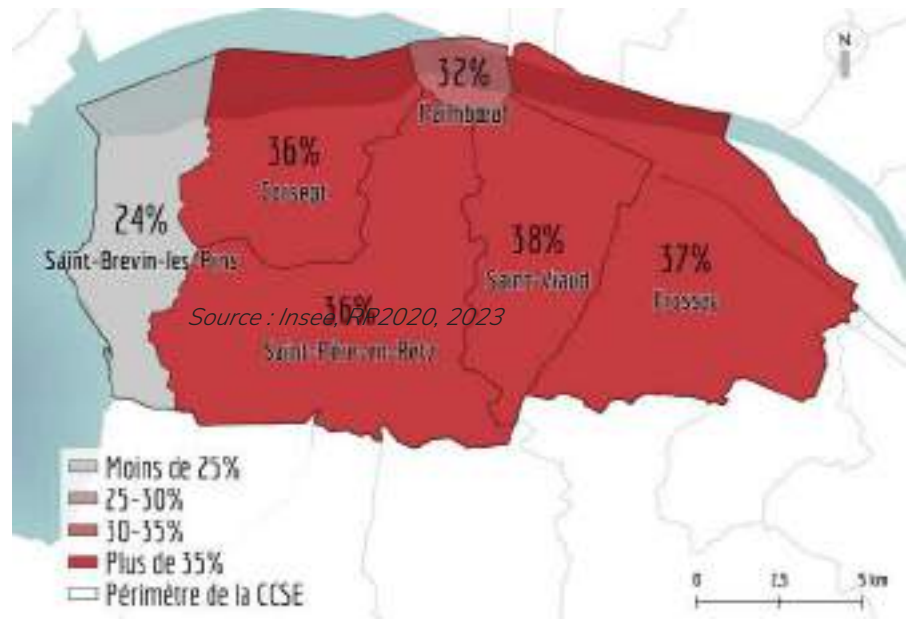 N
32%
Paimbœuf
36%
Corsept
24%
Saint-Brevin-les-Pins
38%
Saint-Viaud
37%
Frossay
36%
Source : Insee, RP2020, 2023
Saint-Père-en-Retz
Moins de 25%
25-30%
30-35%
Plus de 35%
Périmètre de la CCSE
0 2,5 5 km